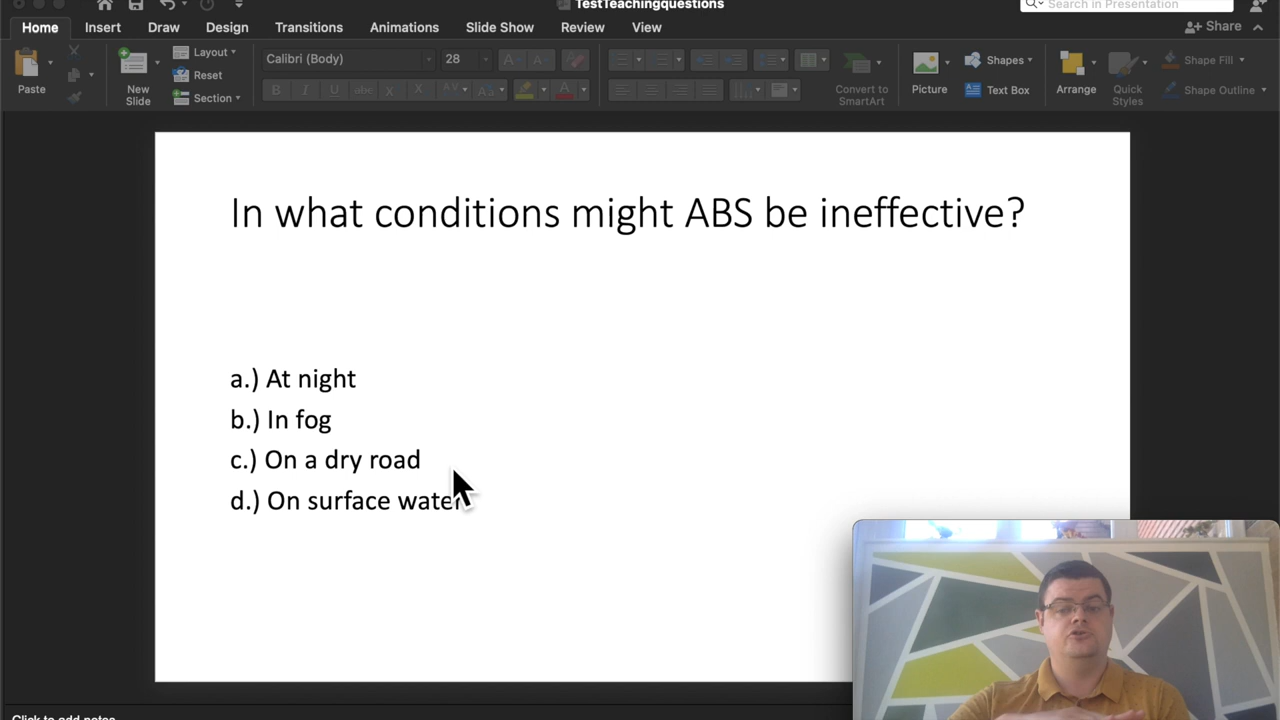 TestTeachingquestions
Search in Presentation
Home Insert Draw Design Transitions Animations Slide Show Review View
Share
Paste
New Slide
Layout
Reset
Section
Calibri (Body) 28
Convert to SmartArt
Picture
Shapes
Text Box
Arrange
Quick Styles
Shape Fill
Shape Outline
In what conditions might ABS be ineffective?
a.) At night
b.) In fog
c.) On a dry road
d.) On surface water
Click to add notes